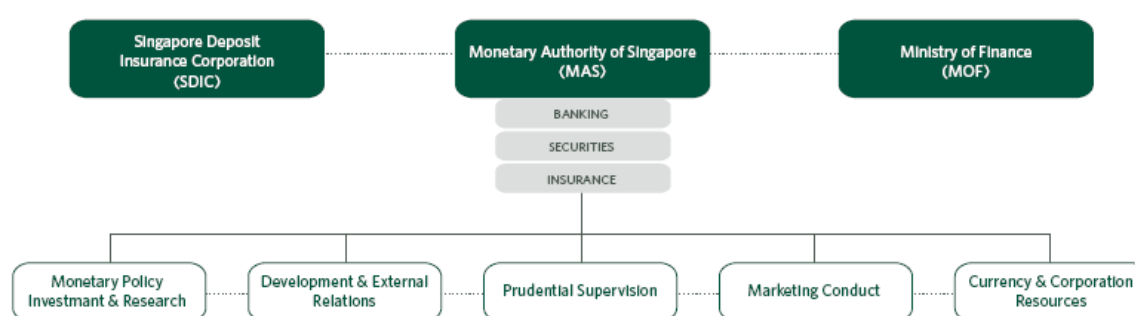 Singapore Deposit
Insurance Corporation
(SDIC)
Monetary Authority of Singapore
(MAS)
Ministry of Finance
(MOF)
BANKING
SECURITIES
INSURANCE
Monetary Policy
Investmant & Research
Development & External
Relations
Prudential Supervision
Marketing Conduct
Currency & Corporation
Resources